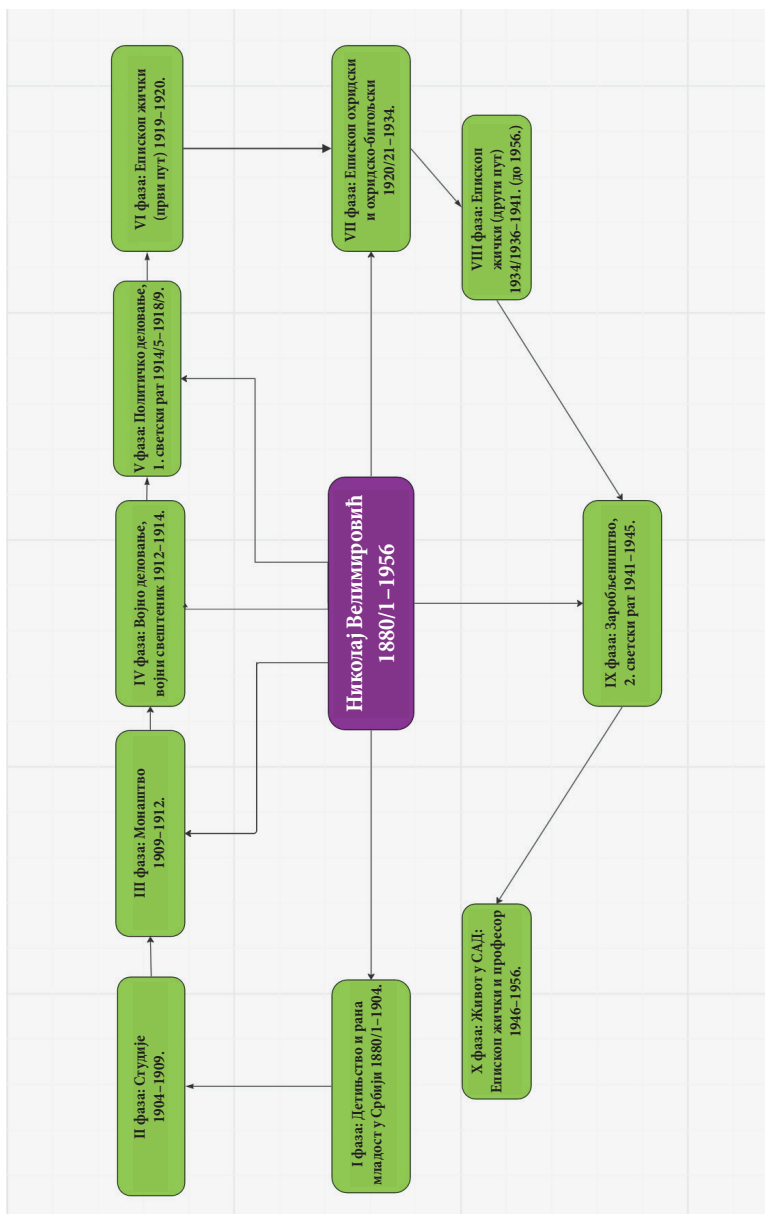 Николај Велимировић
1880/1–1956
I фаза: Детињство и рана
младост у Србији 1880/1–1904.
II фаза: Студије
1904–1909.
III фаза: Монаштво
1909–1912.
IV фаза: Војно деловање,
војни свештеник 1912–1914.
V фаза: Политичко деловање,
1. светски рат 1914/5–1918/9.
VI фаза: Епископ жички
(први пут) 1919–1920.
VII фаза: Епископ охридски
и охридско-битољски
1920/21–1934.
VIII фаза: Епископ
жички (други пут)
1934/1936–1941. (до 1956.)
IX фаза: Заробљеништво,
2. светски рат 1941–1945.
X фаза: Живот у САД:
Епископ жички и професор
1946–1956.